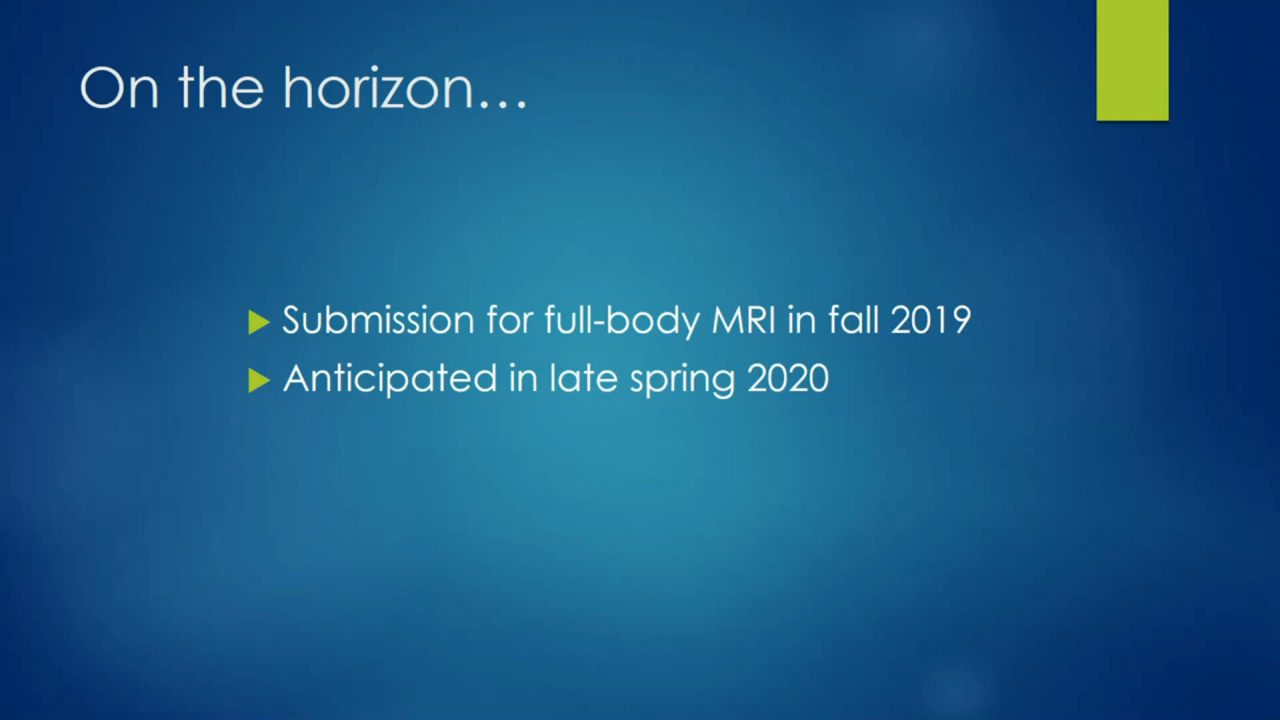 On the horizon…
Submission for full-body MRI in fall 2019
Anticipated in late spring 2020